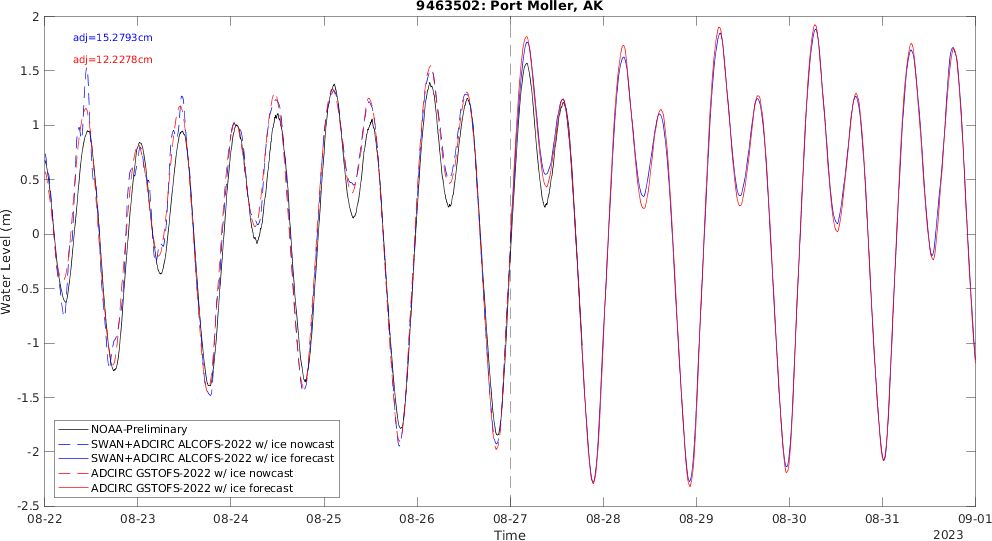 9463502: Port Moller, AK
adj=15.2793cm
adj=12.2278cm
2
1.5
1
0.5
0
-0.5
-1
-1.5
-2
-2.5
Water Level (m)
NOAA-Preliminary
SWAN+ADCIRC ALCOFS-2022 w/ ice nowcast
SWAN+ADCIRC ALCOFS-2022 w/ ice forecast
ADCIRC GSTOFS-2022 w/ ice nowcast
ADCIRC GSTOFS-2022 w/ ice forecast
08-22 08-23 08-24 08-25 08-26 08-27 08-28 08-29 08-30 08-31 09-01
Time
2023